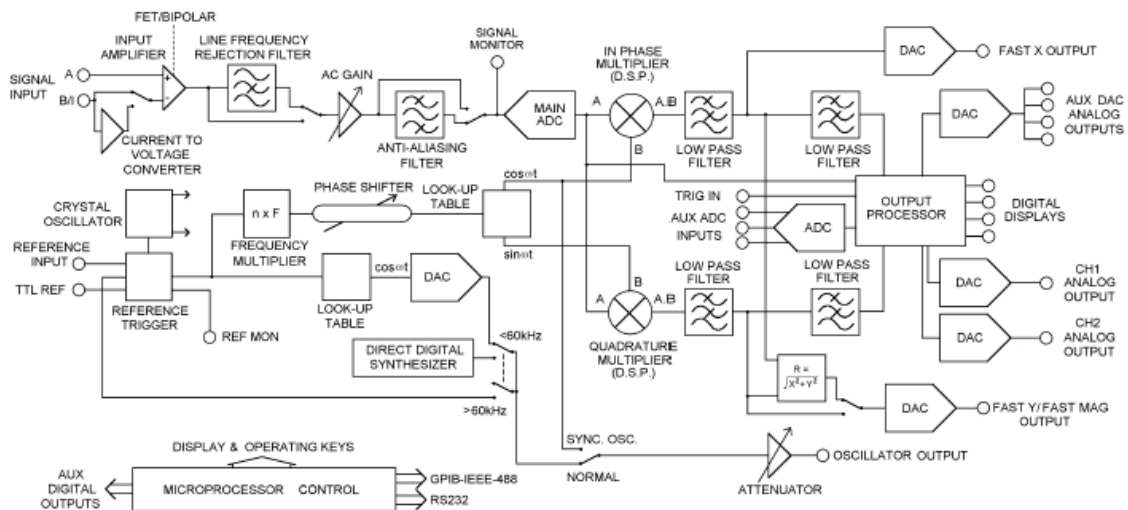 FET/BIPOLAR
INPUT
AMPLIFIER
LINE FREQUENCY
REJECTION FILTER
SIGNAL
INPUT
A
B/I
+
-
CURRENT TO
VOLTAGE
CONVERTER
AC GAIN
ANTI-ALIASING
FILTER
SIGNAL
MONITOR
MAIN
ADC
IN PHASE
MULTIPLIER
(D.S.P.)
A
A.B
B
LOW PASS
FILTER
LOW PASS
FILTER
DAC
FAST X OUTPUT
DAC
AUX DAC
ANALOG
OUTPUTS
CRYSTAL
OSCILLATOR
REFERENCE
INPUT
TTL REF
REFERENCE
TRIGGER
REF MON
n x F
FREQUENCY
MULTIPLIER
PHASE SHIFTER
LOOK-UP
TABLE
cosωt
sinωt
LOOK-UP
TABLE
cosωt
DAC
TRIG IN
AUX ADC
INPUTS
ADC
OUTPUT
PROCESSOR
DIGITAL
DISPLAYS
B
A
A.B
QUADRATURE
MULTIPLIER
(D.S.P.)
LOW PASS
FILTER
LOW PASS
FILTER
DAC
CH1
ANALOG
OUTPUT
DAC
CH2
ANALOG
OUTPUT
<60kHz
DIRECT DIGITAL
SYNTHESIZER
>60kHz
R =
√X²+Y²
DAC
FAST Y/FAST MAG
OUTPUT
SYNC. OSC.
NORMAL
ATTENUATOR
OSCILLATOR OUTPUT
DISPLAY & OPERATING KEYS
AUX
DIGITAL
OUTPUTS
MICROPROCESSOR CONTROL
GPIB-IEEE-488
RS232